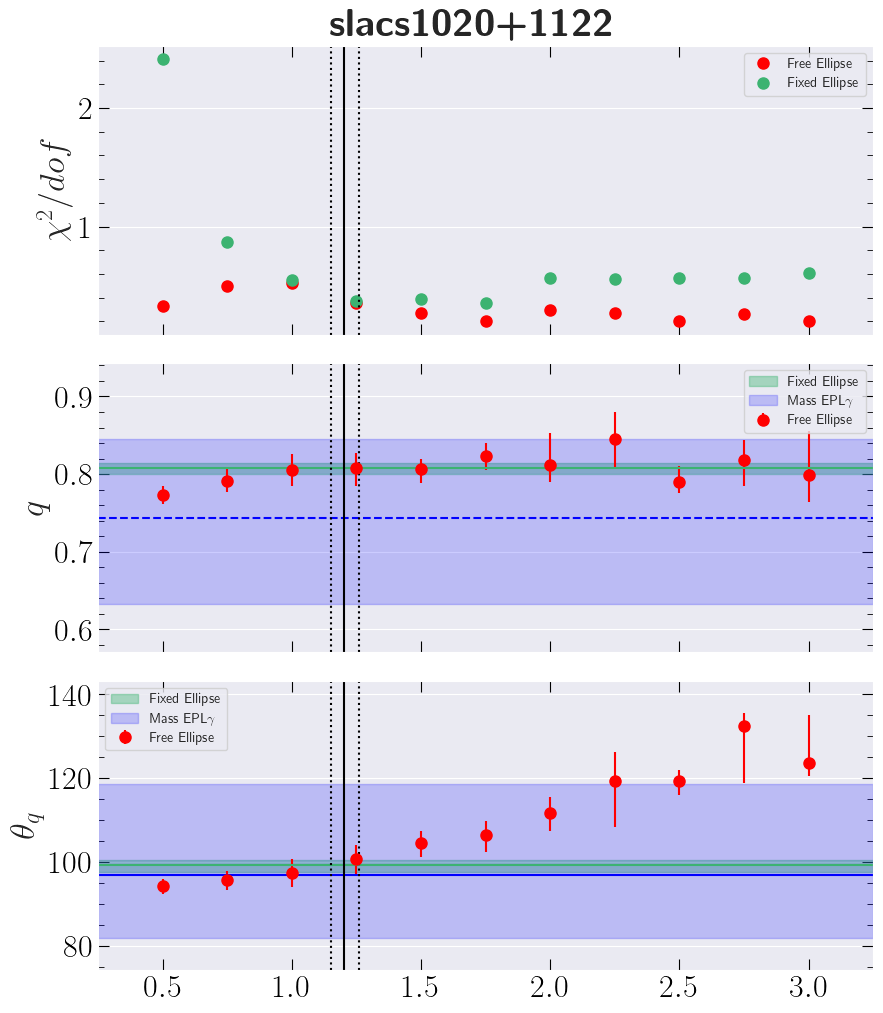 slacs1020+1122
χ²/dof
2
1
Free Ellipse
Fixed Ellipse
q
0.9
0.8
0.7
0.6
Fixed Ellipse
Mass EPLγ
Free Ellipse
θq
140
120
100
80
Fixed Ellipse
Mass EPLγ
Free Ellipse
0.5 1.0 1.5 2.0 2.5 3.0